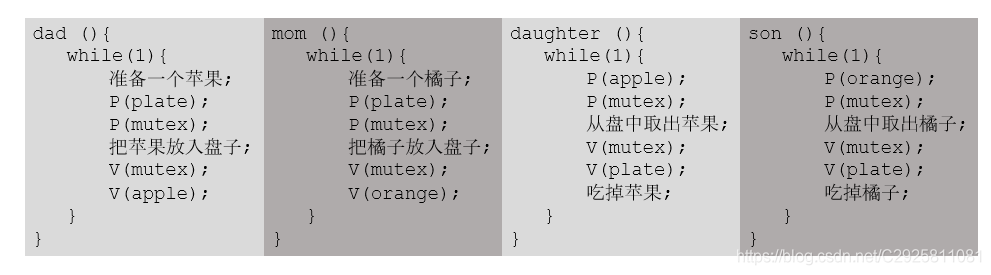 dad (){
while(1){
准备一个苹果;
P(plate);
P(mutex);
把苹果放入盘子;
V(mutex);
V(apple);
}
}
mom (){
while(1){
准备一个橘子;
P(plate);
P(mutex);
把橘子放入盘子;
V(mutex);
V(orange);
}
}
daughter (){
while(1){
P(apple);
P(mutex);
从盘中取出苹果;
V(mutex);
V(plate);
吃掉苹果;
}
}
son (){
while(1){
P(orange);
P(mutex);
从盘中取出橘子;
V(mutex);
V(plate);
吃掉橘子;
}
}
https://blog.csdn.net/C2925811081